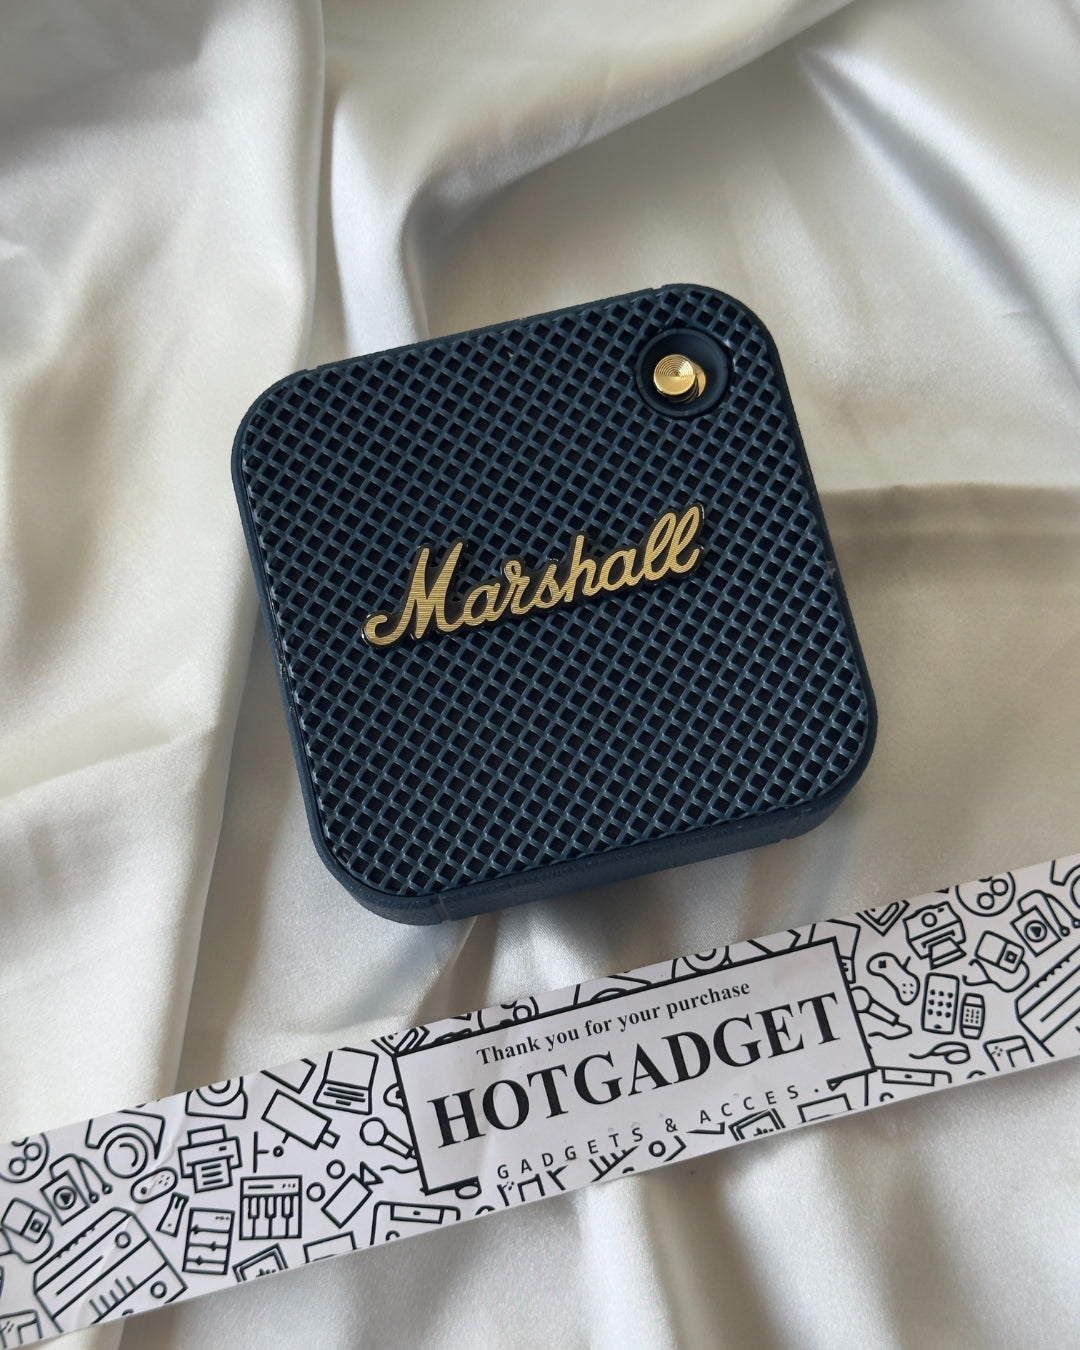 Marshall
Thank you for your purchase
HOTGADGET
GADGETS & ACCES.